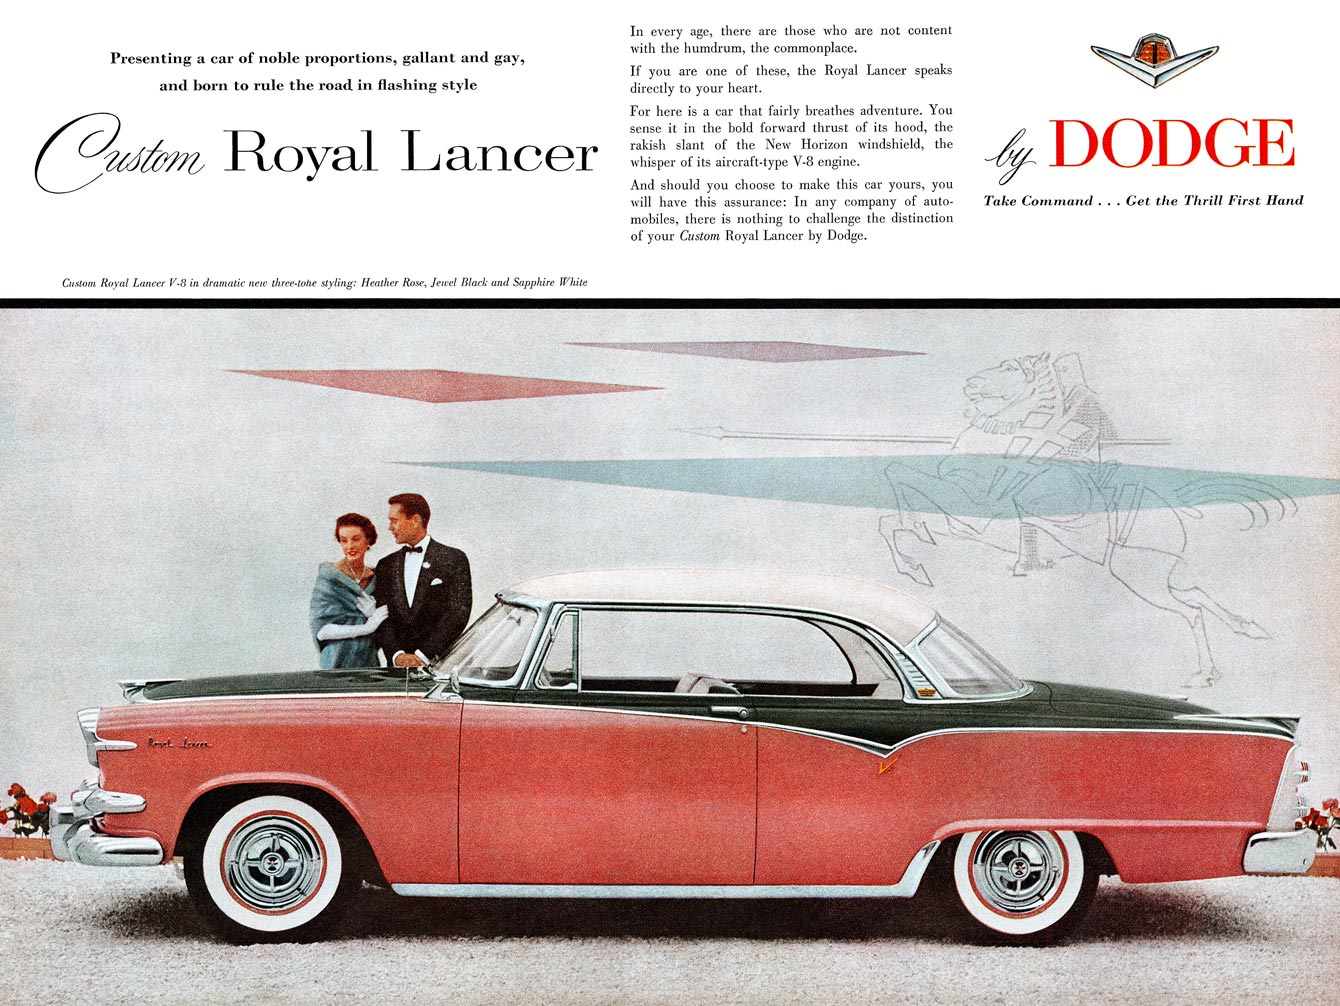 Presenting a car of noble proportions, gallant and gay,
and born to rule the road in flashing style
Custom Royal Lancer
In every age, there are those who are not content
with the humdrum, the commonplace.
If you are one of these, the Royal Lancer speaks
directly to your heart.
For here is a car that fairly breathes adventure. You
sense it in the bold forward thrust of its hood, the
rakish slant of the New Horizon windshield, the
whisper of its aircraft-type V-8 engine.
And should you choose to make this car yours, you
will have this assurance: In any company of auto-
mobiles, there is nothing to challenge the distinction
of your Custom Royal Lancer by Dodge.
by DODGE
Take Command . . . Get the Thrill First Hand
Custom Royal Lancer V-8 in dramatic new three-tone styling: Heather Rose, Jewel Black and Sapphire White
Royal Lancer
V8